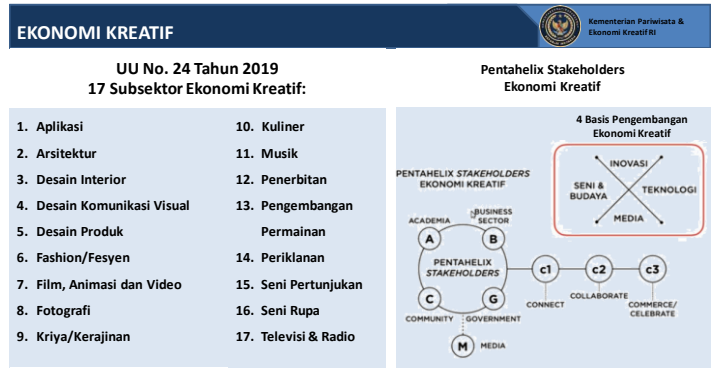 EKONOMI KREATIF
Kementerian Pariwisata &
Ekonomi Kreatif RI
UU No. 24 Tahun 2019
17 Subsektor Ekonomi Kreatif:
1. Aplikasi
2. Arsitektur
3. Desain Interior
4. Desain Komunikasi Visual
5. Desain Produk
6. Fashion/Fesyen
7. Film, Animasi dan Video
8. Fotografi
9. Kriya/Kerajinan
10. Kuliner
11. Musik
12. Penerbitan
13. Pengembangan
Permainan
14. Periklanan
15. Seni Pertunjukan
16. Seni Rupa
17. Televisi & Radio
Pentahelix Stakeholders
Ekonomi Kreatif
4 Basis Pengembangan
Ekonomi Kreatif
INOVASI
SENI &
BUDAYA
TEKNOLOGI
MEDIA
PENTAHELIX STAKEHOLDERS
EKONOMI KREATIF
ACADEMIA
BUSINESS
SECTOR
A
B
PENTAHELIX
STAKEHOLDERS
C
G
COMMUNITY
GOVERNMENT
M
MEDIA
c1
c2
c3
CONNECT
COLLABORATE
COMMERCE/
CELEBRATE